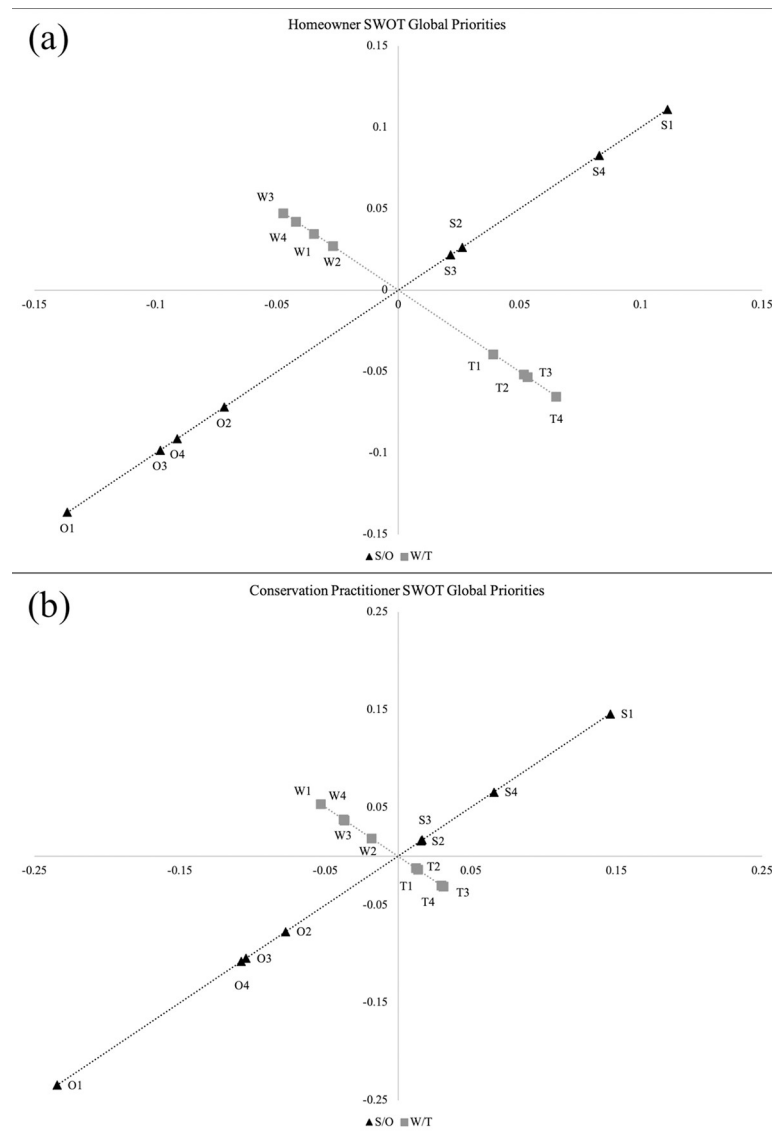 (a)
Homeowner SWOT Global Priorities
0.15
0.1
S1
S4
0.05
W3
W4
S2
W1
W2
S3
0
-0.15 -0.1 -0.05 0 0.05 0.1 0.15
T1
-0.05
T3
T2
O2
T4
O4
-0.1
O3
O1
-0.15
S/O W/T
(b)
Conservation Practitioner SWOT Global Priorities
0.25
0.15
S1
W1 W4
S4
0.05
S3
W3
S2
W2
-0.25 -0.15 -0.05 0.05 0.15 0.25
T2
T1
T3
T4
-0.05
O2
O3
O4
-0.15
O1
-0.25
S/O W/T